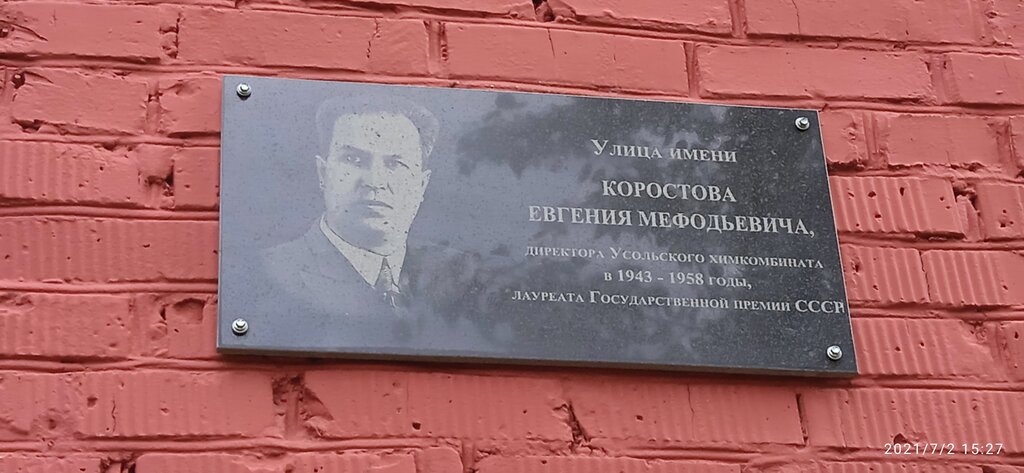 Улица имени
КОРОСТОВА
ЕВГЕНИЯ МЕФОДЬЕВИЧА,
директора Усольского химкомбината
в 1943 - 1958 годы,
лауреата Государственной премии СССР
2021/7/2 15:27